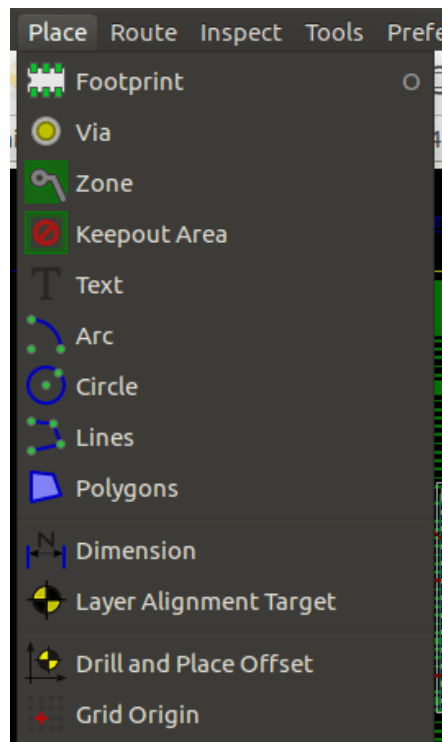 Place Route Inspect Tools
Footprint O
Via
Zone
Keepout Area
Text
Arc
Circle
Lines
Polygons
Dimension
Layer Alignment Target
Drill and Place Offset
Grid Origin